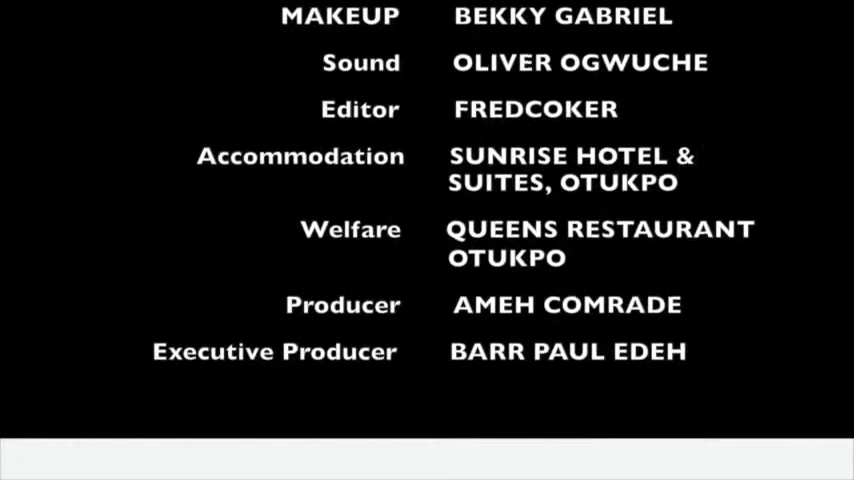 MAKEUP BEKKY GABRIEL
Sound OLIVER OGWUCHE
Editor FREDCOKER
Accommodation SUNRISE HOTEL &
SUITES, OTUKPO
Welfare QUEENS RESTAURANT
OTUKPO
Producer AMEH COMRADE
Executive Producer BARR PAUL EDEH